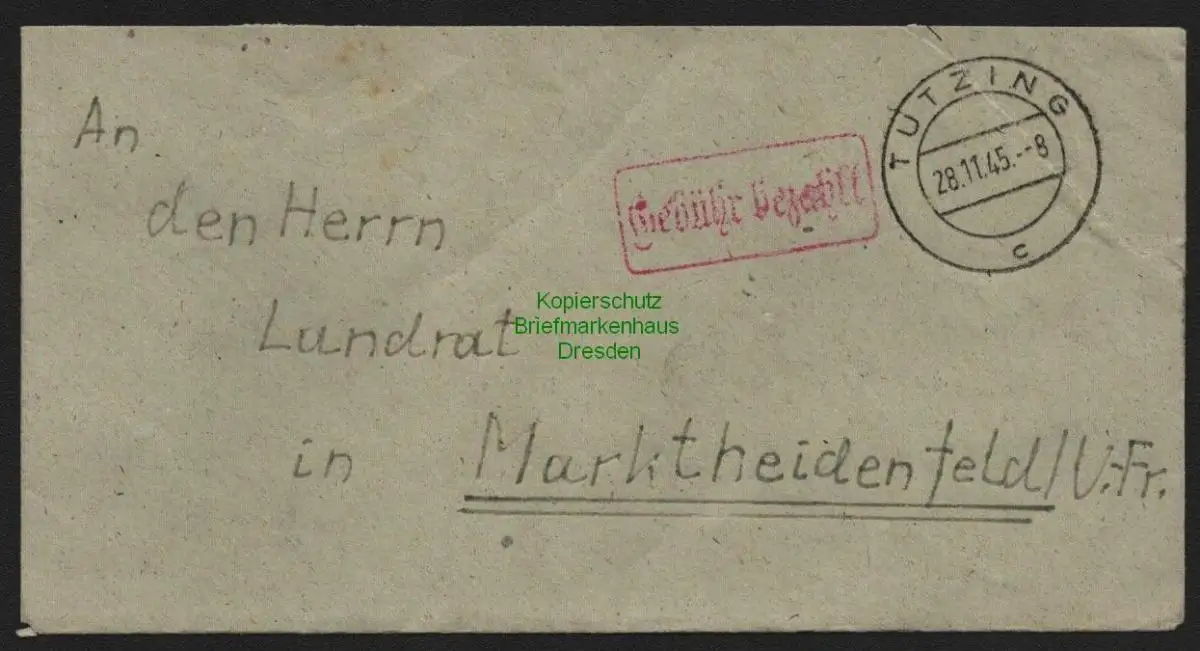 An
den Herrn
Landrat
in Marktheidenfeld/U.-Fr.
Gebühr bezahlt
TUTZING
28.11.45.--8
c
Kopierschutz
Briefmarkenhaus
Dresden